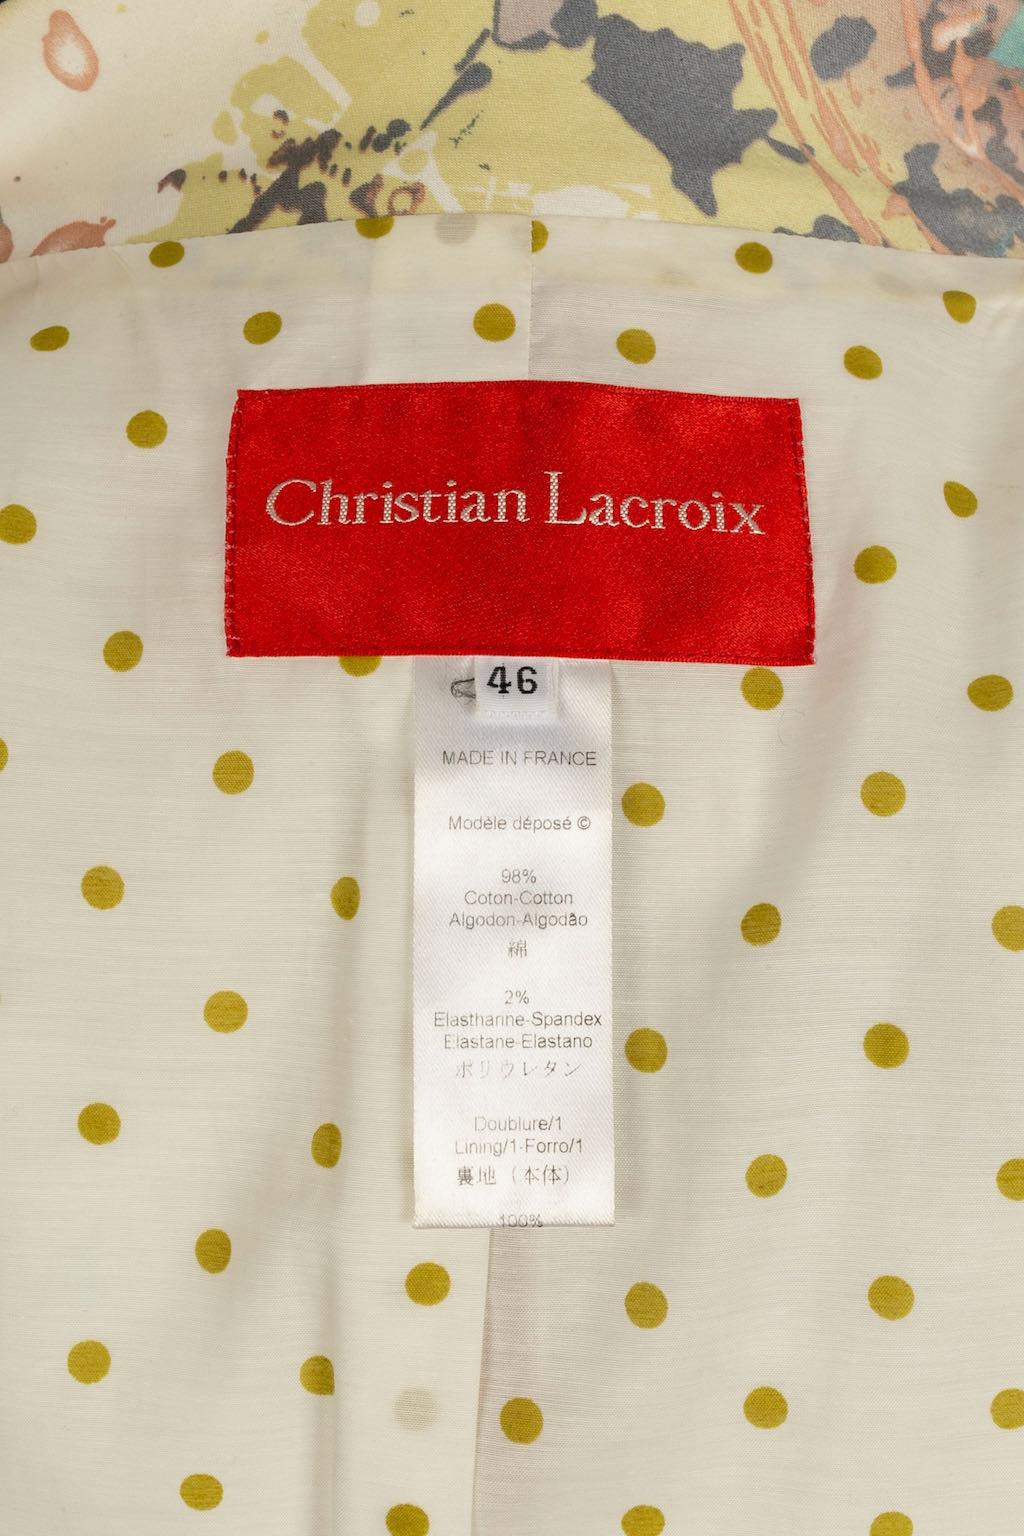 Christian Lacroix
46
MADE IN FRANCE
Modèle déposé ©
98%
Coton-Cotton
Algodon-Algodão
綿
2%
Elasthanne-Spandex
Elastane-Elastano
ポリウレタン
Doublure/1
Lining/1-Forro/1
裏地（本体）
100%